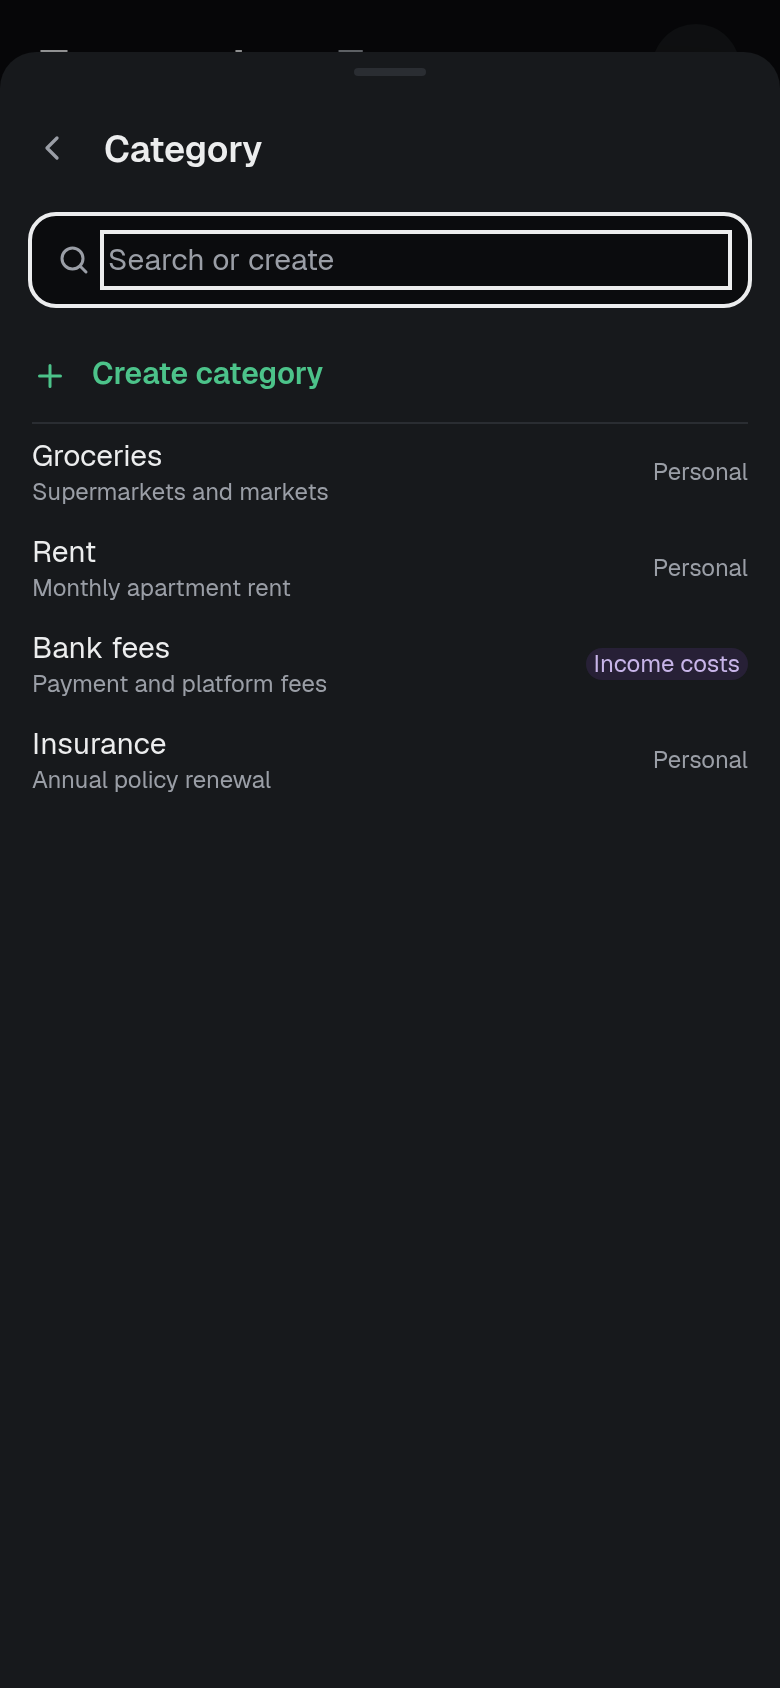 Category
Search or create
Create category
Groceries
Supermarkets and markets
Personal
Rent
Monthly apartment rent
Personal
Bank fees
Payment and platform fees
Income costs
Insurance
Annual policy renewal
Personal